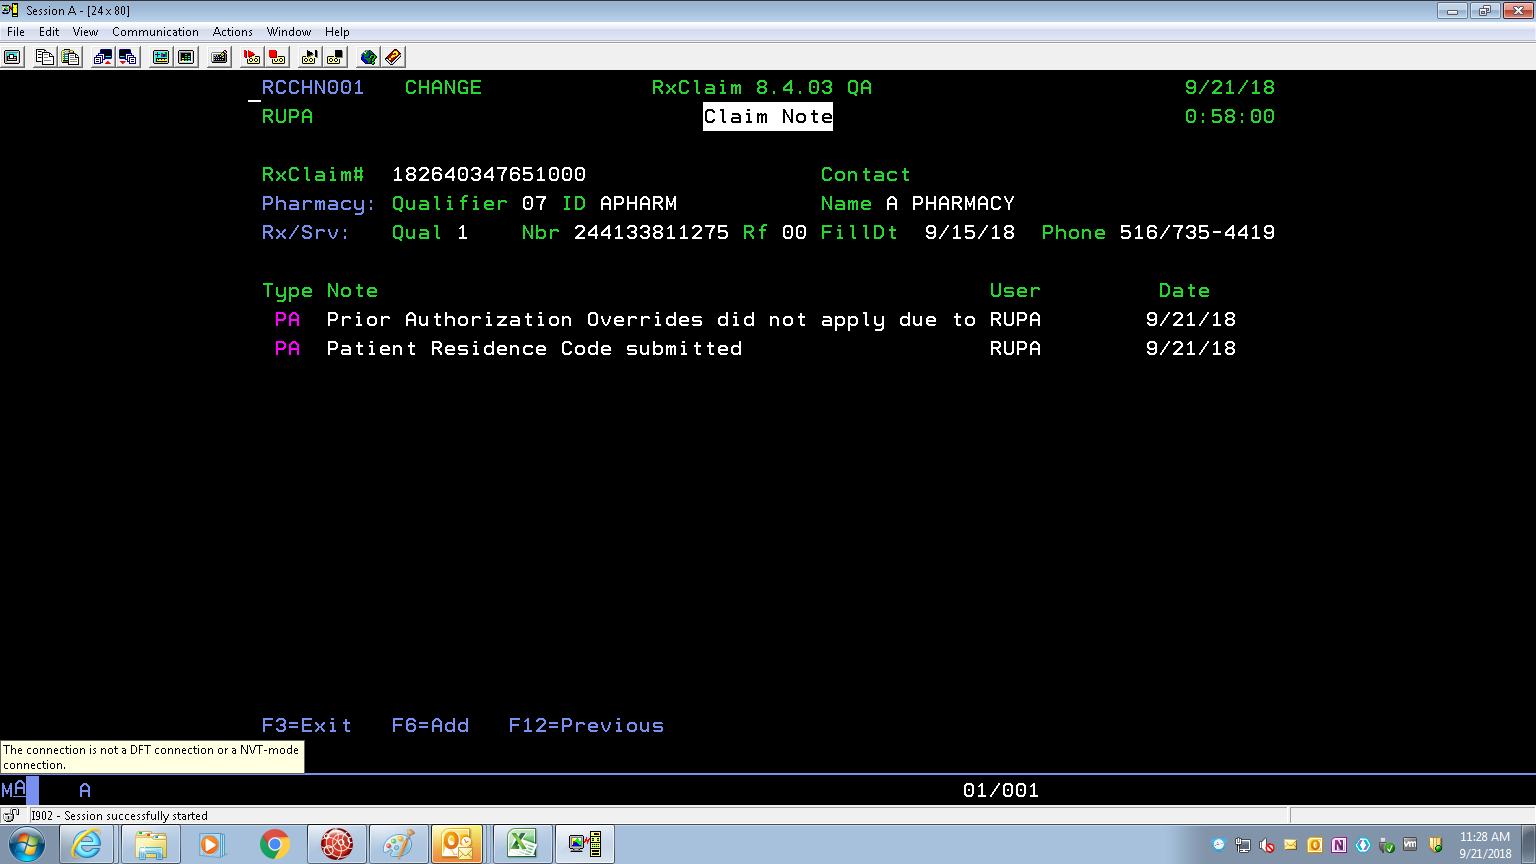 Session A - [24 x 80]
File Edit View Communication Actions Window Help
RCCHN001 CHANGE RxClaim 8.4.03 QA 9/21/18
RUPA Claim Note 0:58:00
RxClaim# 182640347651000 Contact
Pharmacy: Qualifier 07 ID APHARM Name A PHARMACY
Rx/Srv: Qual 1 Nbr 244133811275 Rf 00 FillDt 9/15/18 Phone 516/735-4419
Type Note User Date
PA Prior Authorization Overrides did not apply due to RUPA 9/21/18
PA Patient Residence Code submitted RUPA 9/21/18
F3=Exit F6=Add F12=Previous
The connection is not a DFT connection or a NVT-mode
connection.
MA A 01/001
I902 - Session successfully started
11:28 AM
9/21/2018